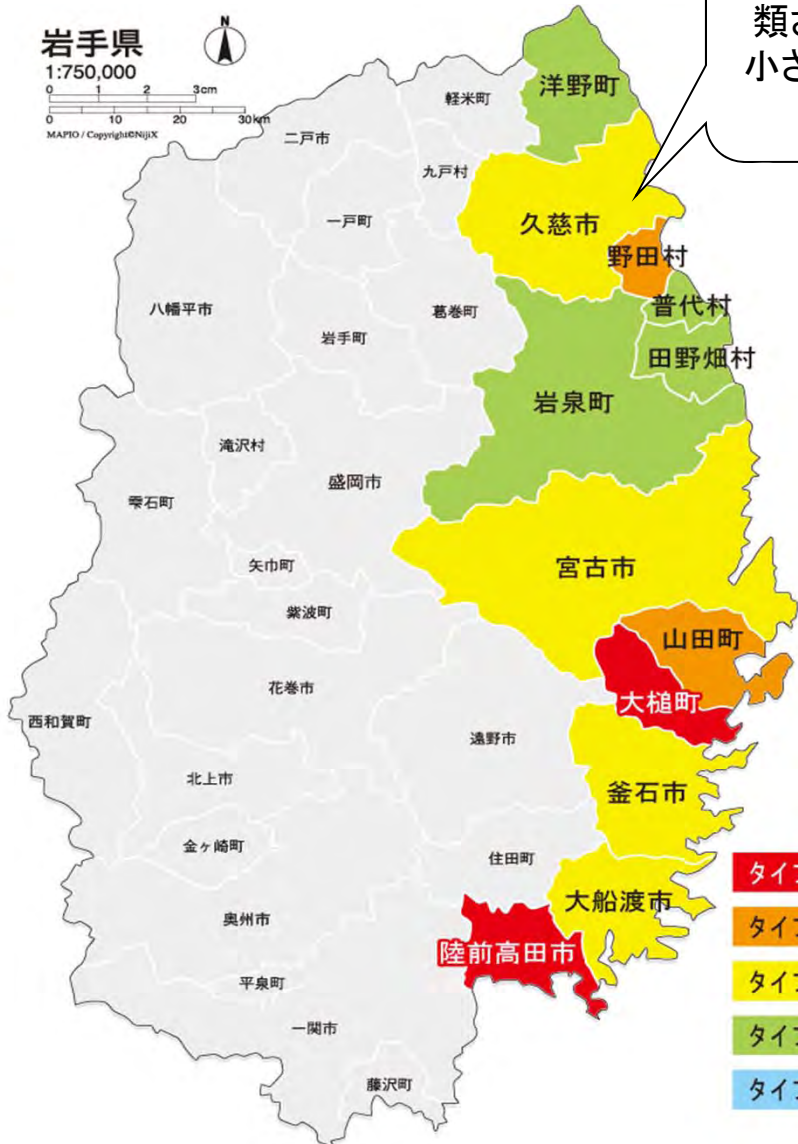 岩手県
N
1:750,000
0 1 2 3cm
0 10 20 30km
MAPIO / Copyright©NijiX
類さ
小さ
洋野町
軽米町
二戸市
九戸村
久慈市
一戸町
野田村
普代村
八幡平市
葛巻町
岩手町
田野畑村
岩泉町
滝沢村
盛岡市
雫石町
宮古市
矢巾町
紫波町
山田町
花巻市
大槌町
西和賀町
遠野市
北上市
釜石市
金ヶ崎町
住田町
タイプ
大船渡市
奥州市
タイプ
陸前高田市
タイプ
平泉町
一関市
タイプ
藤沢町
タイプ